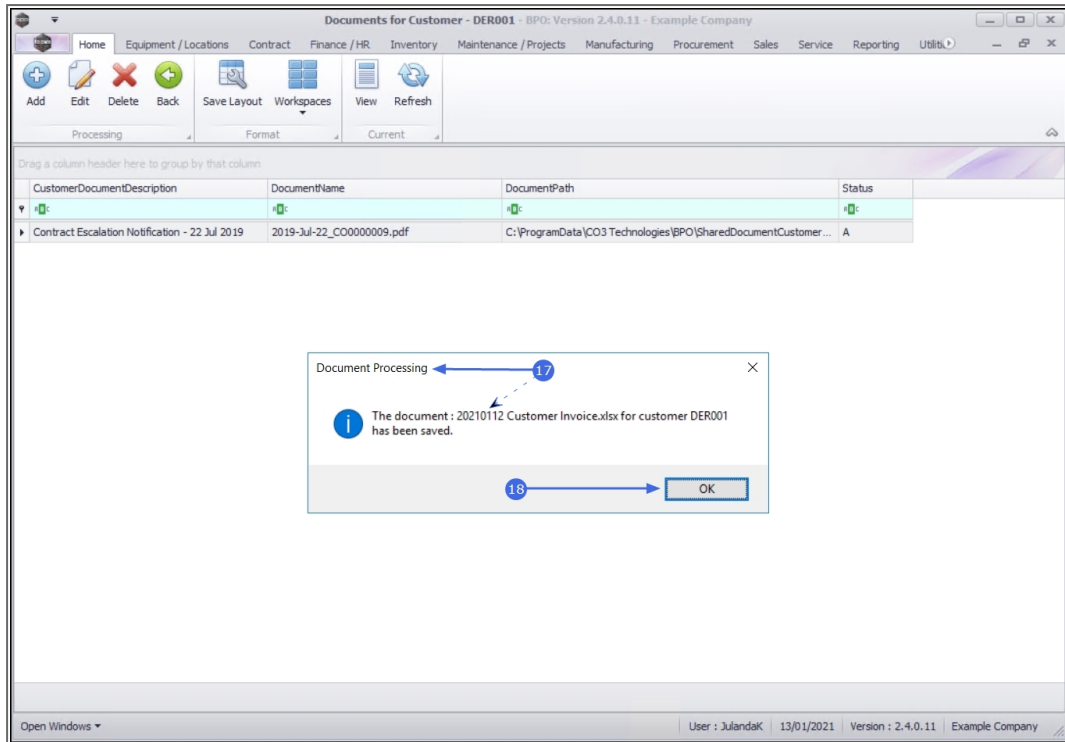 Documents for Customer - DER001 - BPO: Version 2.4.0.11 - Example Company
Home Equipment / Locations Contract Finance / HR Inventory Maintenance / Projects Manufacturing Procurement Sales Service Reporting
Add Edit Delete Back Save Layout Workspaces View Refresh
Processing Format Current
Drag a column header here to group by that column
CustomerDocumentDescription DocumentName DocumentPath Status
Contract Escalation Notification - 22 Jul 2019 2019-Jul-22_CO0000009.pdf C:\ProgramData\CO3 Technologies\BPO\SharedDocumentCustomer... A
Document Processing 17
The document : 20210112 Customer Invoice.xlsx for customer DER001
has been saved.
18 OK
Open Windows User : JulandaK 13/01/2021 Version : 2.4.0.11 Example Company